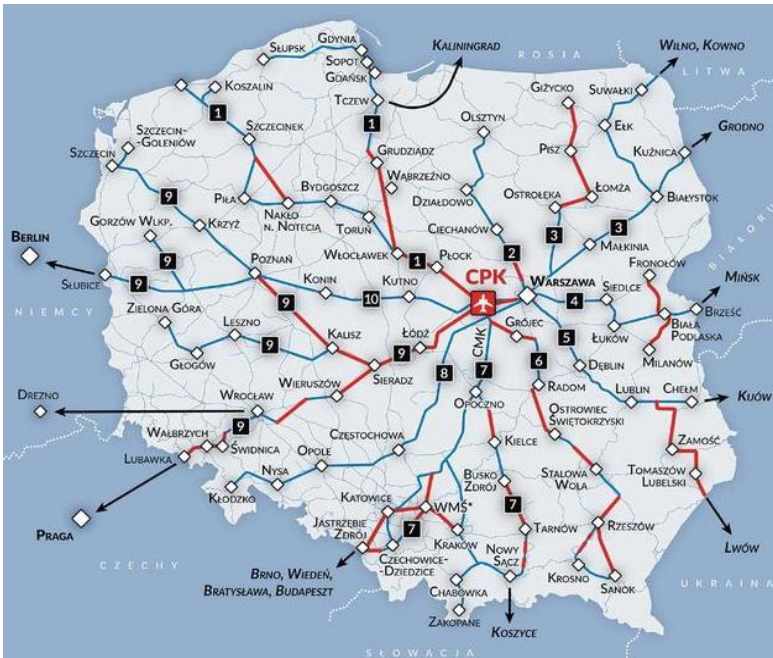 GDYNIA
SŁUPSK
SOPOT
GDAŃSK
KALININGRAD
ROSIA
WILNO, KOWNO
LITWA
KOSZALIN
TCZEW
GIŻYCKO
SUWAŁKI
1
SZCZECINEK
1
OLSZTYN
EŁK
GRODNO
SZCZECIN-
-GOLENIÓW
SZCZECIN
GRUDZIĄDZ
PISZ
KUŹNICA
WĄBRZEŹNO
9
PIŁA
BYDGOSZCZ
DZIAŁDOWO
OSTROŁĘKA
ŁOMŻA
BIAŁYSTOK
GORZÓW WLKP.
KRZYŻ
NAKŁO
N. NOTECIĄ
TORUŃ
CIECHANÓW
3
3
BIAŁORUŚ
BERLIN
9
WŁOCŁAWEK
PŁOCK
2
MAŁKINIA
POZNAŃ
1
CPK
FRONOŁÓW
SŁUBICE
9
KONIN
KUTNO
WARSZAWA
MIŃSK
NIEMCY
9
10
4
SIEDLCE
BRZEŚĆ
ZIELONA GÓRA
LESZNO
KALISZ
ŁÓDŹ
CMK
GRÓJEC
5
ŁUKÓW
BIAŁA
PODLASKA
9
9
8
7
6
DĘBLIN
MILANÓW
GŁOGÓW
SIERADZ
RADOM
DREZNO
WROCŁAW
WIERUSZÓW
OPOCZNO
LUBLIN
CHEŁM
KIJÓW
9
OSTROWIEC
ŚWIĘTOKRZYSKI
WAŁBRZYCH
ŚWIDNICA
CZĘSTOCHOWA
KIELCE
ZAMOŚĆ
LUBAWKA
OPOLE
BUSKO
ZDRÓJ
STALOWA
WOLA
TOMASZÓW
LUBELSKI
NYSA
KŁODZKO
KATOWICE
WMŚ*
7
PRAGA
JASTRZĘBIE
ZDRÓJ
7
TARNÓW
RZESZÓW
LWÓW
CZECHOWICE-
-DZIEDZICE
KRAKÓW
NOWY
SĄCZ
CZECHY
BRNO, WIEDEŃ,
BRATYSŁAWA, BUDAPESZT
CHABÓWKA
KROSNO
SANOK
UKRAINA
ZAKOPANE
KOSZYCE
SŁOWACJA